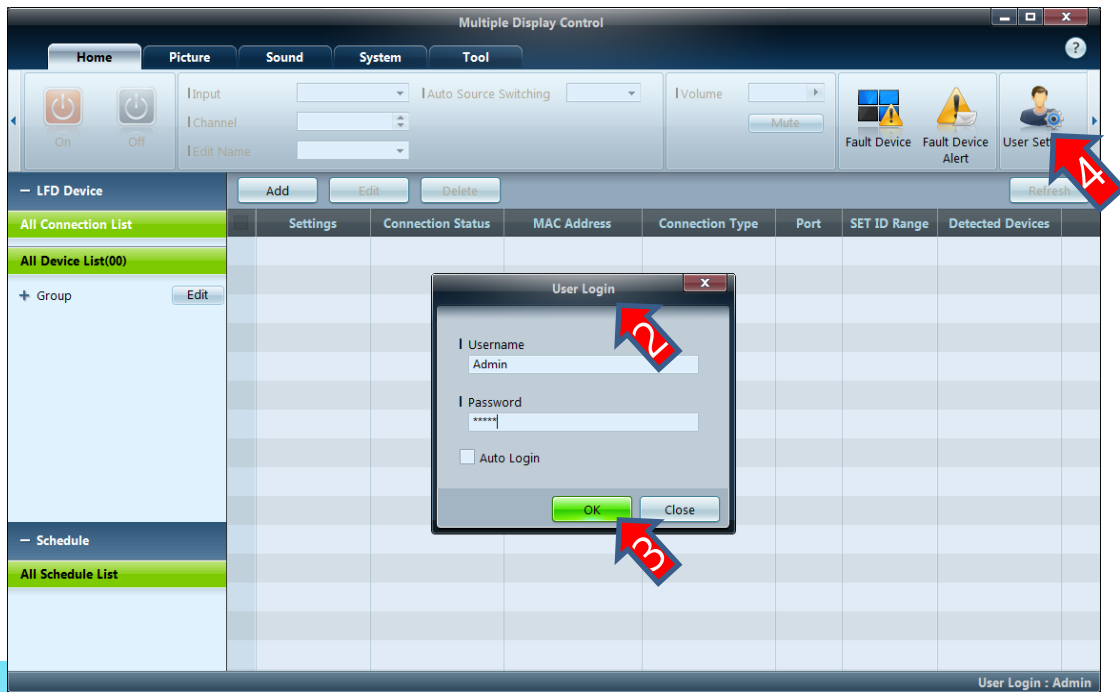 Multiple Display Control
Home Picture Sound System Tool
?
Input Auto Source Switching Volume
Channel Mute
Edit Name
On Off
Fault Device Fault Device Alert User Set
4
LFD Device
Add Edit Delete Refresh
All Connection List
Settings Connection Status MAC Address Connection Type Port SET ID Range Detected Devices
All Device List(00)
+ Group Edit
User Login
2
Username
Admin
Password
*****
Auto Login
OK Close
3
Schedule
All Schedule List
User Login : Admin